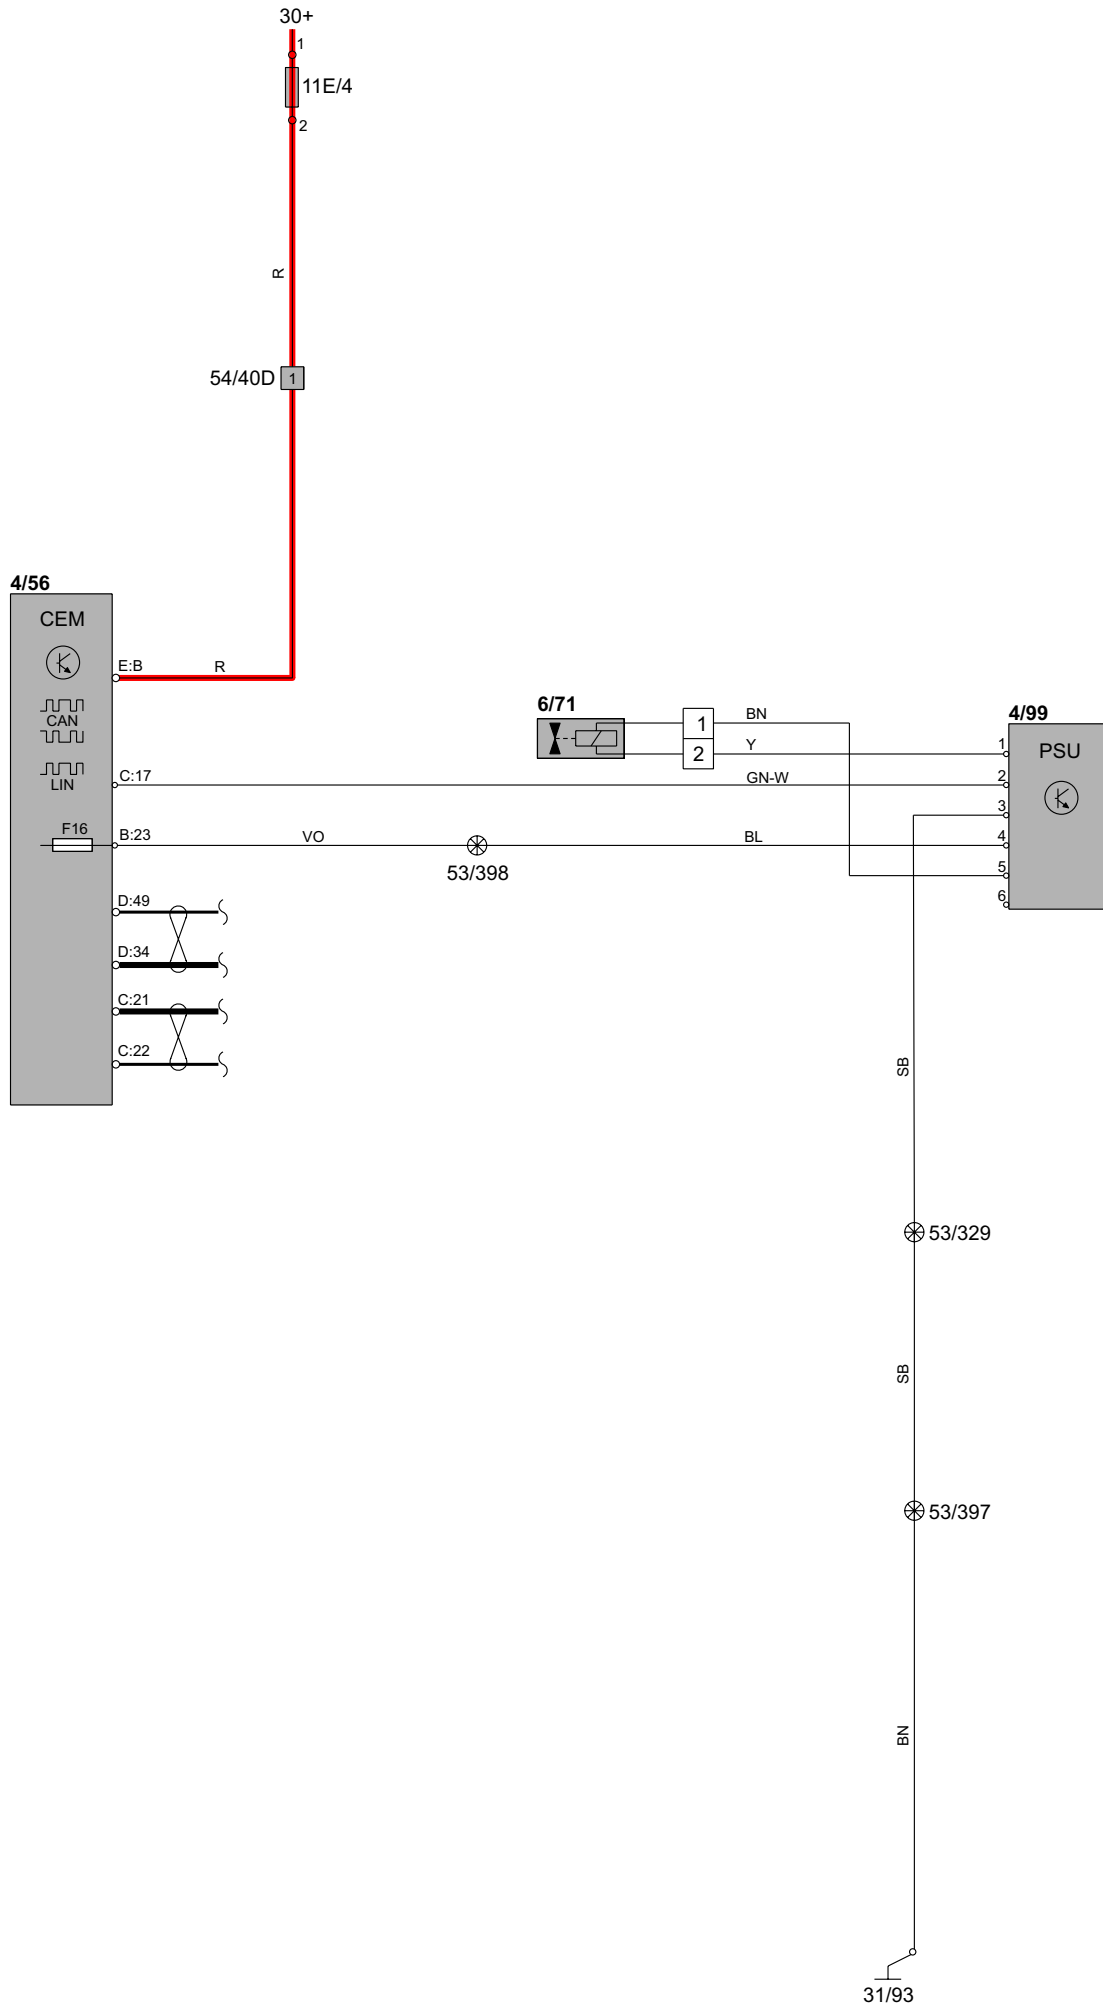 30+
1
11E/4
2
R
54/40D 1
4/56
CEM
E:B R
CAN
LIN
6/71
1 BN
2 Y
4/99
PSU
1
2
3
4
5
6
C:17 GN-W
F16 B:23 VO BL
53/398
D:49
D:34
C:21
C:22
SB
53/329
SB
53/397
BN
31/93